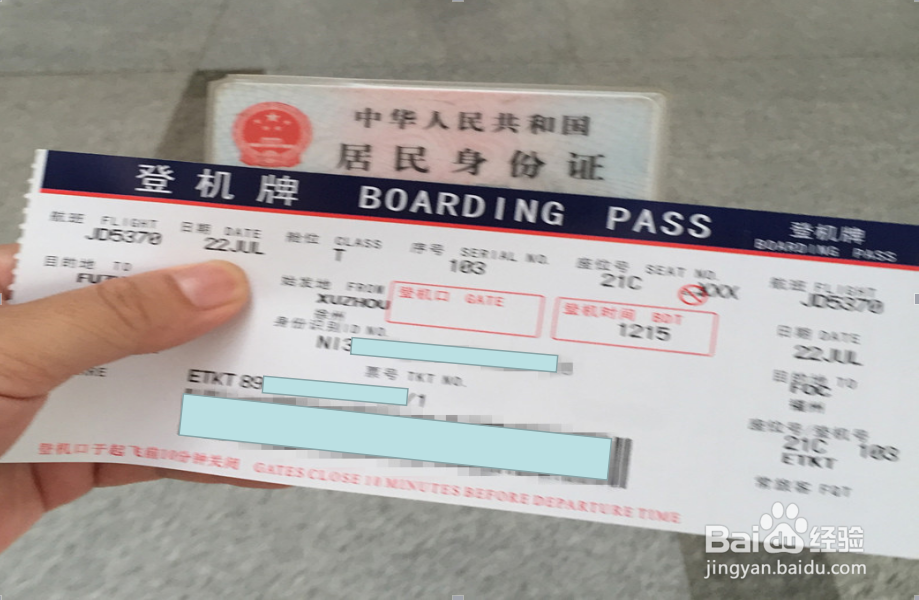 中华人民共和国
居民身份证
登机牌 BOARDING PASS
登机牌
BOARDING PASS
航班 FLIGHT 日期 DATE 舱位 CLASS 序号 SERIAL NO. 座位号 SEAT NO.
JD5370 22JUL T 103 21C XXX
目的地 TO 始发地 FROM 登机口 GATE 登机时间 BDT
XUZHOU 1215
徐州
身份识别ID NO.
NI3
票号 TKT NO.
ETKT 89 /1
登机口于起飞前10分钟关闭 GATES CLOSE 10 MINUTES BEFORE DEPARTURE TIME
航班 FLIGHT
JD5370
日期 DATE
22JUL
目的地 TO
FOC
福州
座位号/登机号
21C 103
ETKT
常旅客 FQT
Baidu 经验
jingyan.baidu.com